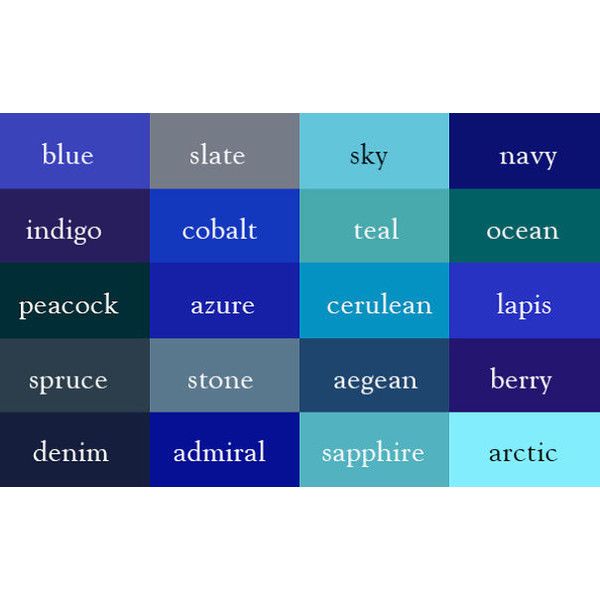 blue slate sky navy
indigo cobalt teal ocean
peacock azure cerulean lapis
spruce stone aegean berry
denim admiral sapphire arctic